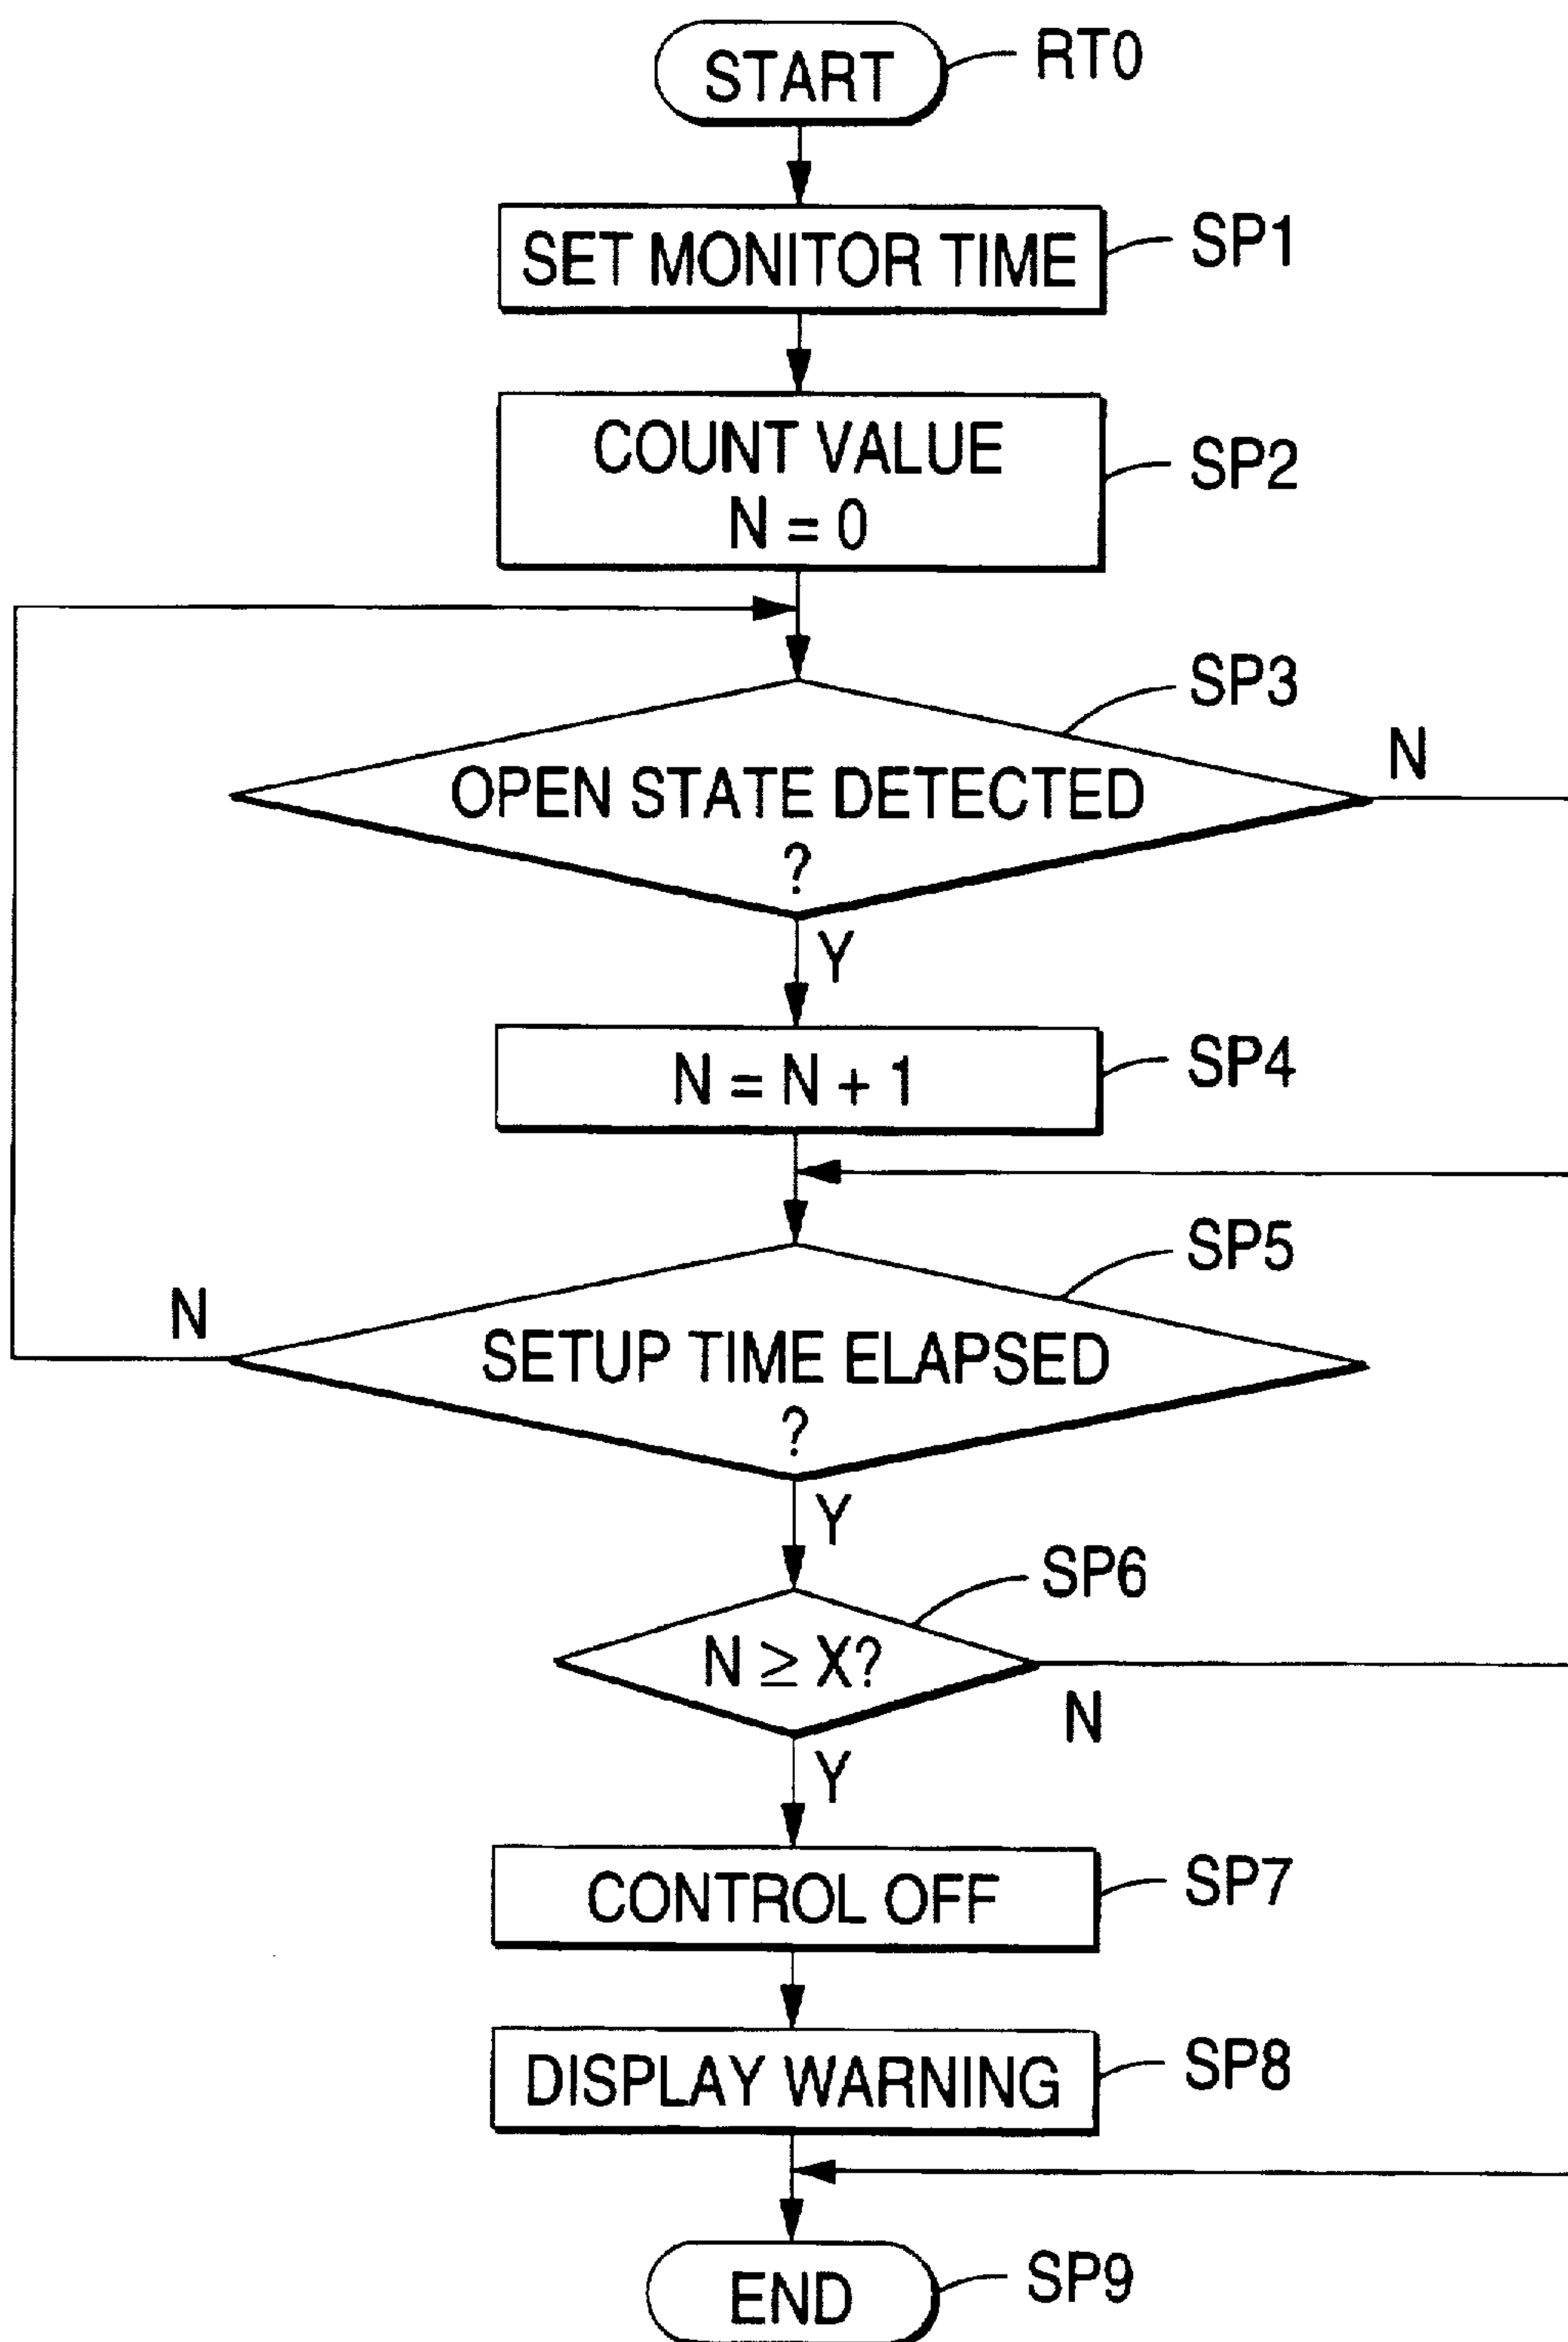 START
RT0
SET MONITOR TIME
SP1
COUNT VALUE
N = 0
SP2
SP3
N
OPEN STATE DETECTED
?
Y
N = N + 1
SP4
SP5
N
SETUP TIME ELAPSED
?
Y
SP6
N ≥ X?
N
Y
CONTROL OFF
SP7
DISPLAY WARNING
SP8
END
SP9